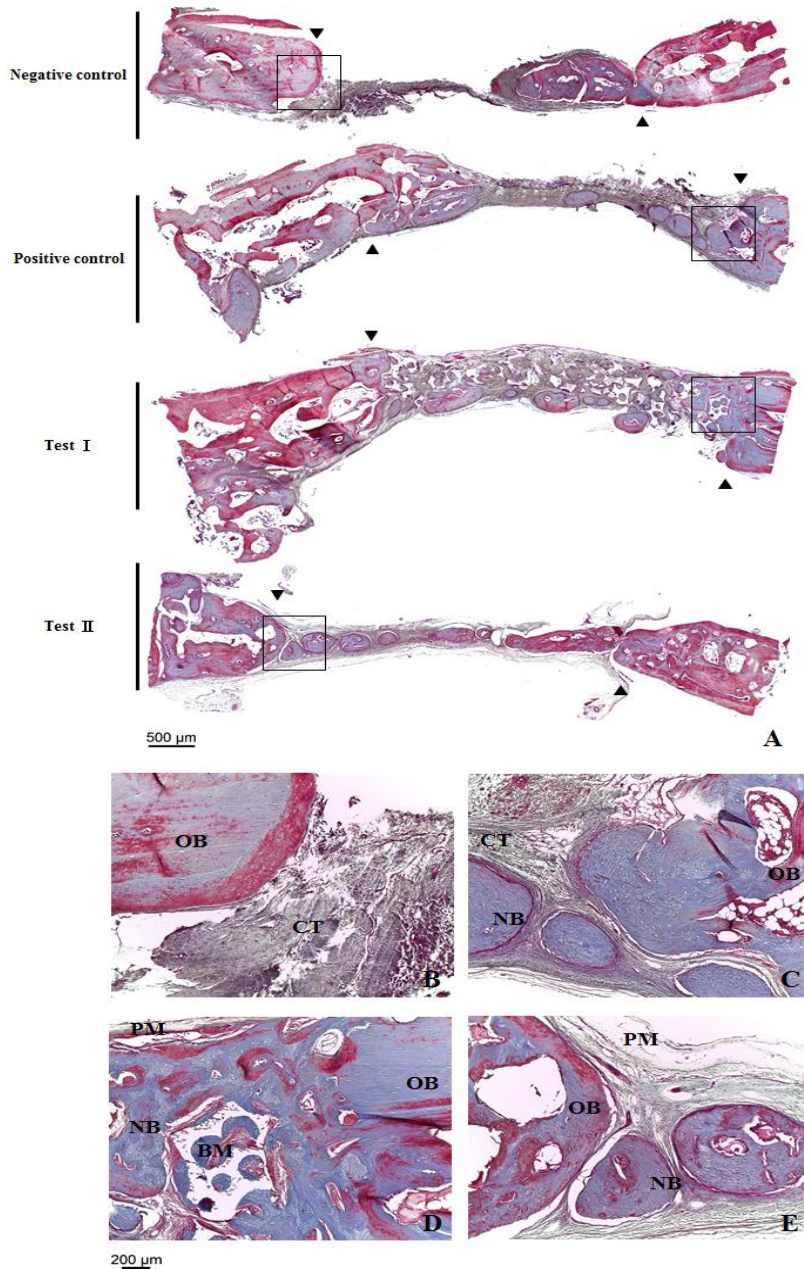 Negative control
Positive control
Test Ⅰ
Test Ⅱ
500 µm
A
OB
CT
B
CT
OB
NB
C
PM
OB
NB
BM
D
PM
OB
NB
E
200 µm